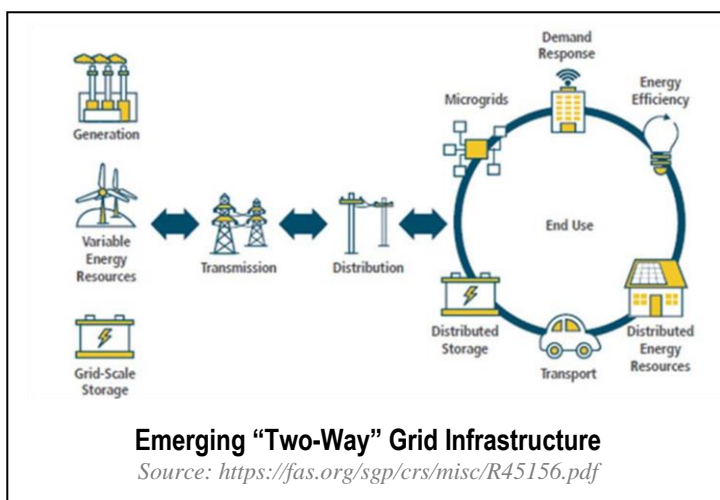 Generation
Variable
Energy
Resources
Grid-Scale
Storage
Transmission
Distribution
Microgrids
Demand
Response
Energy
Efficiency
End Use
Distributed
Storage
Transport
Distributed
Energy
Resources
Emerging “Two-Way” Grid Infrastructure
Source: https://fas.org/sgp/crs/misc/R45156.pdf